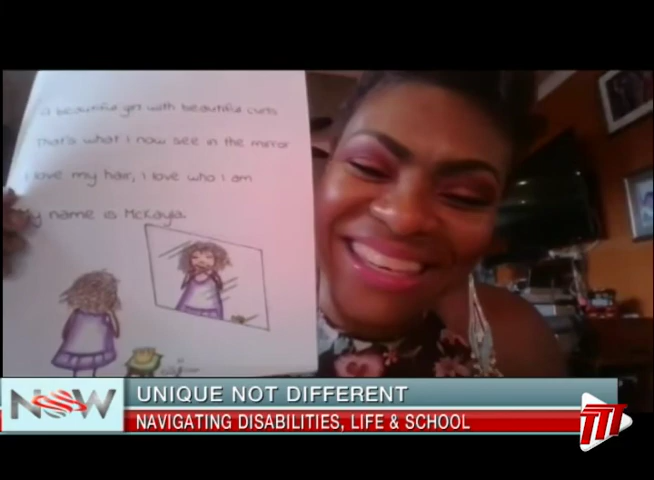 A beautiful girl with beautiful curls
That's what I now see in the mirror
I love my hair, I love who I am
My name is McKayla.
NOW
UNIQUE NOT DIFFERENT
NAVIGATING DISABILITIES, LIFE & SCHOOL